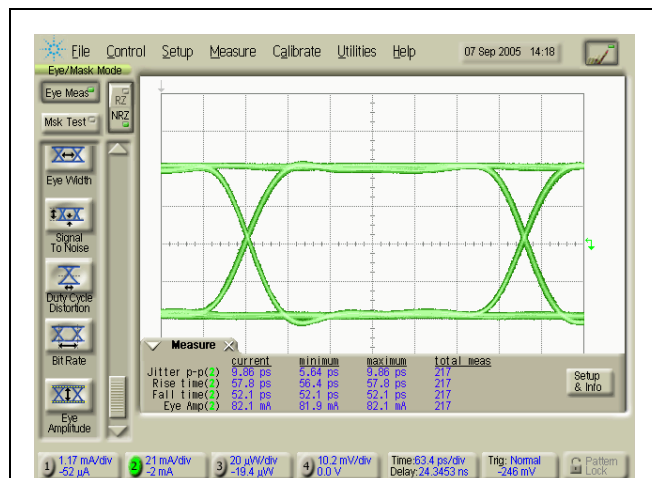 File Control Setup Measure Calibrate Utilities Help 07 Sep 2005 14:18
Eye/Mask Mode
Eye Meas
RZ
NRZ
Msk Test
Eye Width
Signal
To Noise
Duty Cycle
Distortion
Bit Rate
Eye
Amplitude
Measure
current minimum maximum total meas
Jitter p-p(2) 9.86 ps 5.64 ps 9.86 ps 217
Rise time(2) 57.8 ps 56.4 ps 57.8 ps 217
Fall time(2) 52.1 ps 52.1 ps 52.1 ps 217
Eye Amp(2) 82.1 mA 81.9 mA 82.1 mA 217
Setup
& Info
1) 1.17 mA/div
-52 µA
2) 21 mA/div
-2 mA
3) 20 µW/div
-19.4 µW
4) 10.2 mV/div
0.0 V
Time:63.4 ps/div
Delay:24.3453 ns
Trig: Normal
-246 mV
Pattern
Lock